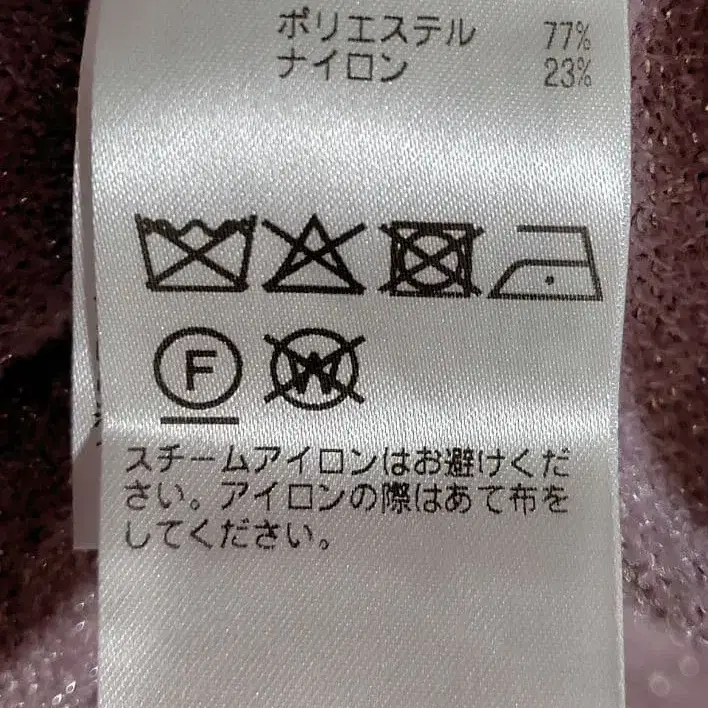 ポリエステル 77%
ナイロン 23%
F W
スチームアイロンはお避けくだ
さい。アイロンの際はあて布を
してください。